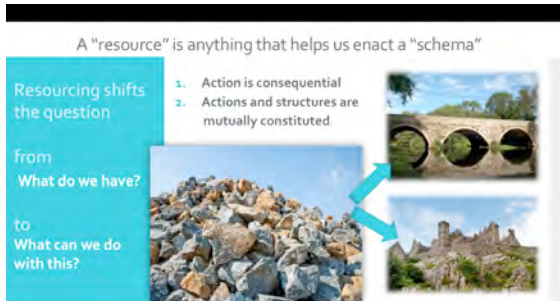 A “resource” is anything that helps us enact a “schema”
Resourcing shifts
the question
from
What do we have?
to
What can we do
with this?
1. Action is consequential
2. Actions and structures are
mutually constituted